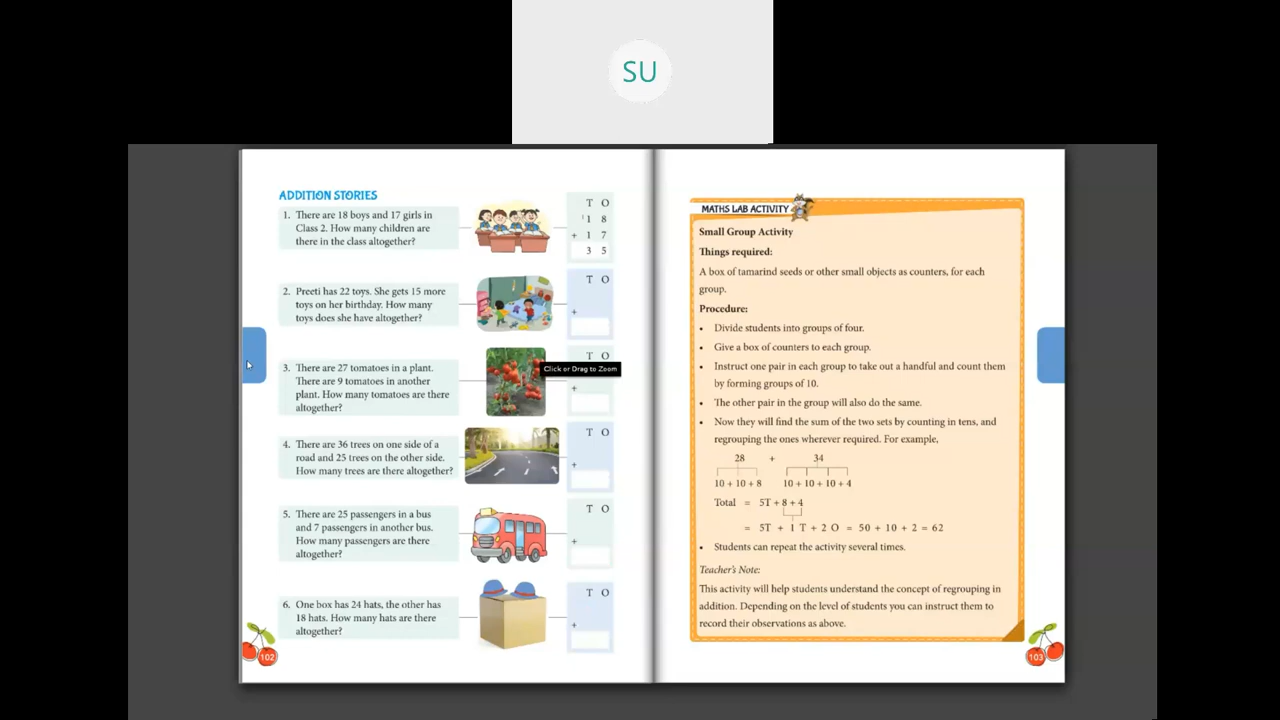 SU
ADDITION STORIES
1. There are 18 boys and 17 girls in
Class 2. How many children are
there in the class altogether?
T O
1 1 8
+ 1 7
3 5
2. Preeti has 22 toys. She gets 15 more
toys on her birthday. How many
toys does she have altogether?
T O
+
3. There are 27 tomatoes in a plant.
There are 9 tomatoes in another
plant. How many tomatoes are there
altogether?
T O
+
Click or Drag to Zoom
4. There are 36 trees on one side of a
road and 25 trees on the other side.
How many trees are there altogether?
T O
+
5. There are 25 passengers in a bus
and 7 passengers in another bus.
How many passengers are there
altogether?
T O
+
6. One box has 24 hats, the other has
18 hats. How many hats are there
altogether?
T O
+
102
MATHS LAB ACTIVITY
Small Group Activity
Things required:
A box of tamarind seeds or other small objects as counters, for each
group.
Procedure:
• Divide students into groups of four.
• Give a box of counters to each group.
• Instruct one pair in each group to take out a handful and count them
by forming groups of 10.
• The other pair in the group will also do the same.
• Now they will find the sum of the two sets by counting in tens, and
regrouping the ones wherever required. For example,
28 + 34
10 + 10 + 8 10 + 10 + 10 + 4
Total = 5T + 8 + 4
= 5T + 1 T + 2 O = 50 + 10 + 2 = 62
• Students can repeat the activity several times.
Teacher's Note:
This activity will help students understand the concept of regrouping in
addition. Depending on the level of students you can instruct them to
record their observations as above.
103